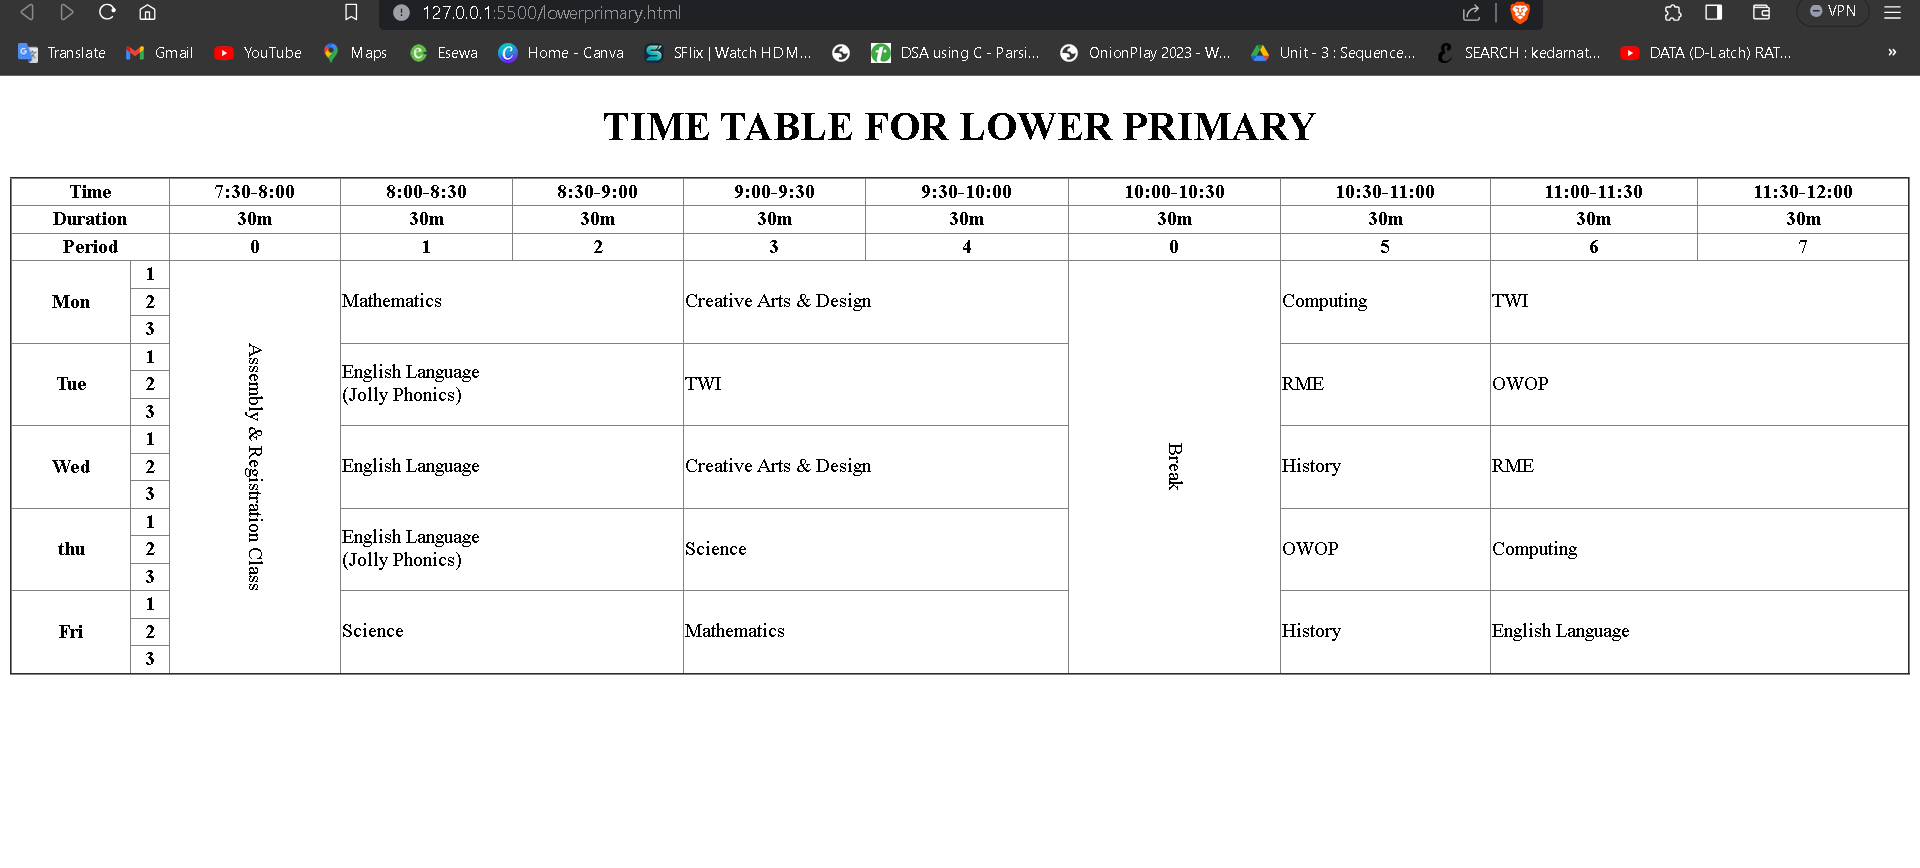 127.0.0.1:5500/lowerprimary.html
VPN
Translate Gmail YouTube Maps Esewa Home - Canva SFlix | Watch HD M... DSA using C - Parsi... OnionPlay 2023 - W... Unit - 3 : Sequence... SEARCH : kedarnat... DATA (D-Latch) RAT... »
TIME TABLE FOR LOWER PRIMARY
Time 7:30-8:00 8:00-8:30 8:30-9:00 9:00-9:30 9:30-10:00 10:00-10:30 10:30-11:00 11:00-11:30 11:30-12:00
Duration 30m 30m 30m 30m 30m 30m 30m 30m 30m
Period 0 1 2 3 4 0 5 6 7
Assembly & Registration Class
Break
1
Mon 2 Mathematics Creative Arts & Design Computing TWI
3
1
Tue 2 English Language
(Jolly Phonics) TWI RME OWOP
3
1
Wed 2 English Language Creative Arts & Design History RME
3
1
thu 2 English Language
(Jolly Phonics) Science OWOP Computing
3
1
Fri 2 Science Mathematics History English Language
3